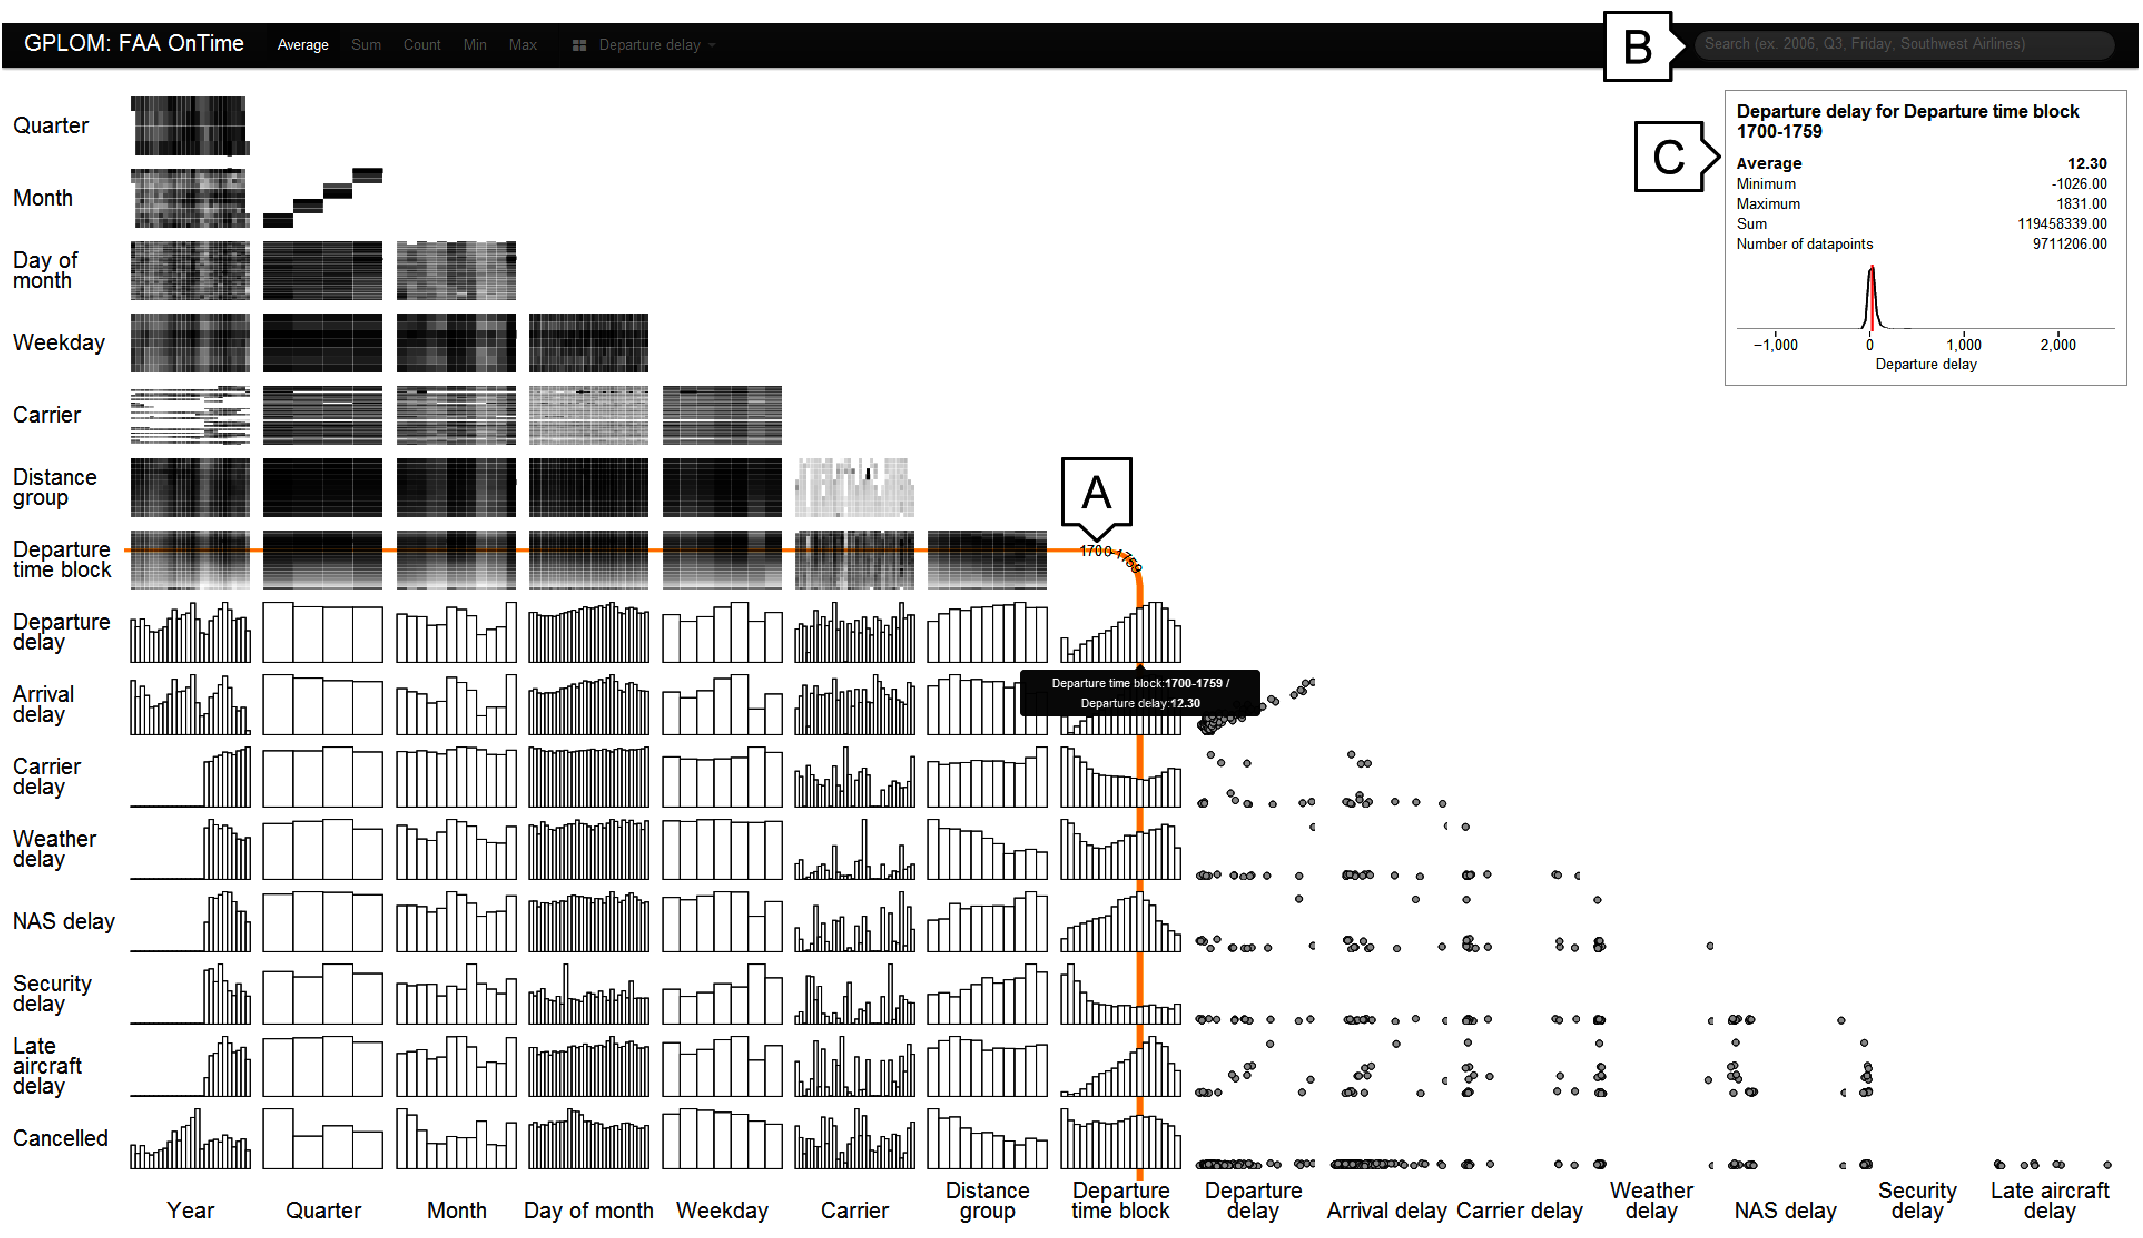 GPLOM: FAA OnTime Average Sum Count Min Max Departure delay Search (ex. 2006, Q3, Friday, Southwest Airlines)
B
Departure delay for Departure time block
1700-1759
C
Average 12.30
Minimum -1026.00
Maximum 1831.00
Sum 119458339.00
Number of datapoints 9711206.00
−1,000 0 1,000 2,000
Departure delay
Quarter
Month
Day of
month
Weekday
Carrier
Distance
group
A
1700-1759
Departure
time block
Departure
delay
Departure time block:1700-1759 /
Departure delay:12.30
Arrival
delay
Carrier
delay
Weather
delay
NAS delay
Security
delay
Late
aircraft
delay
Cancelled
Year
Quarter
Month
Day of month
Weekday
Carrier
Distance
group
Departure
time block
Departure
delay
Arrival delay
Carrier delay
Weather
delay
NAS delay
Security
delay
Late aircraft
delay